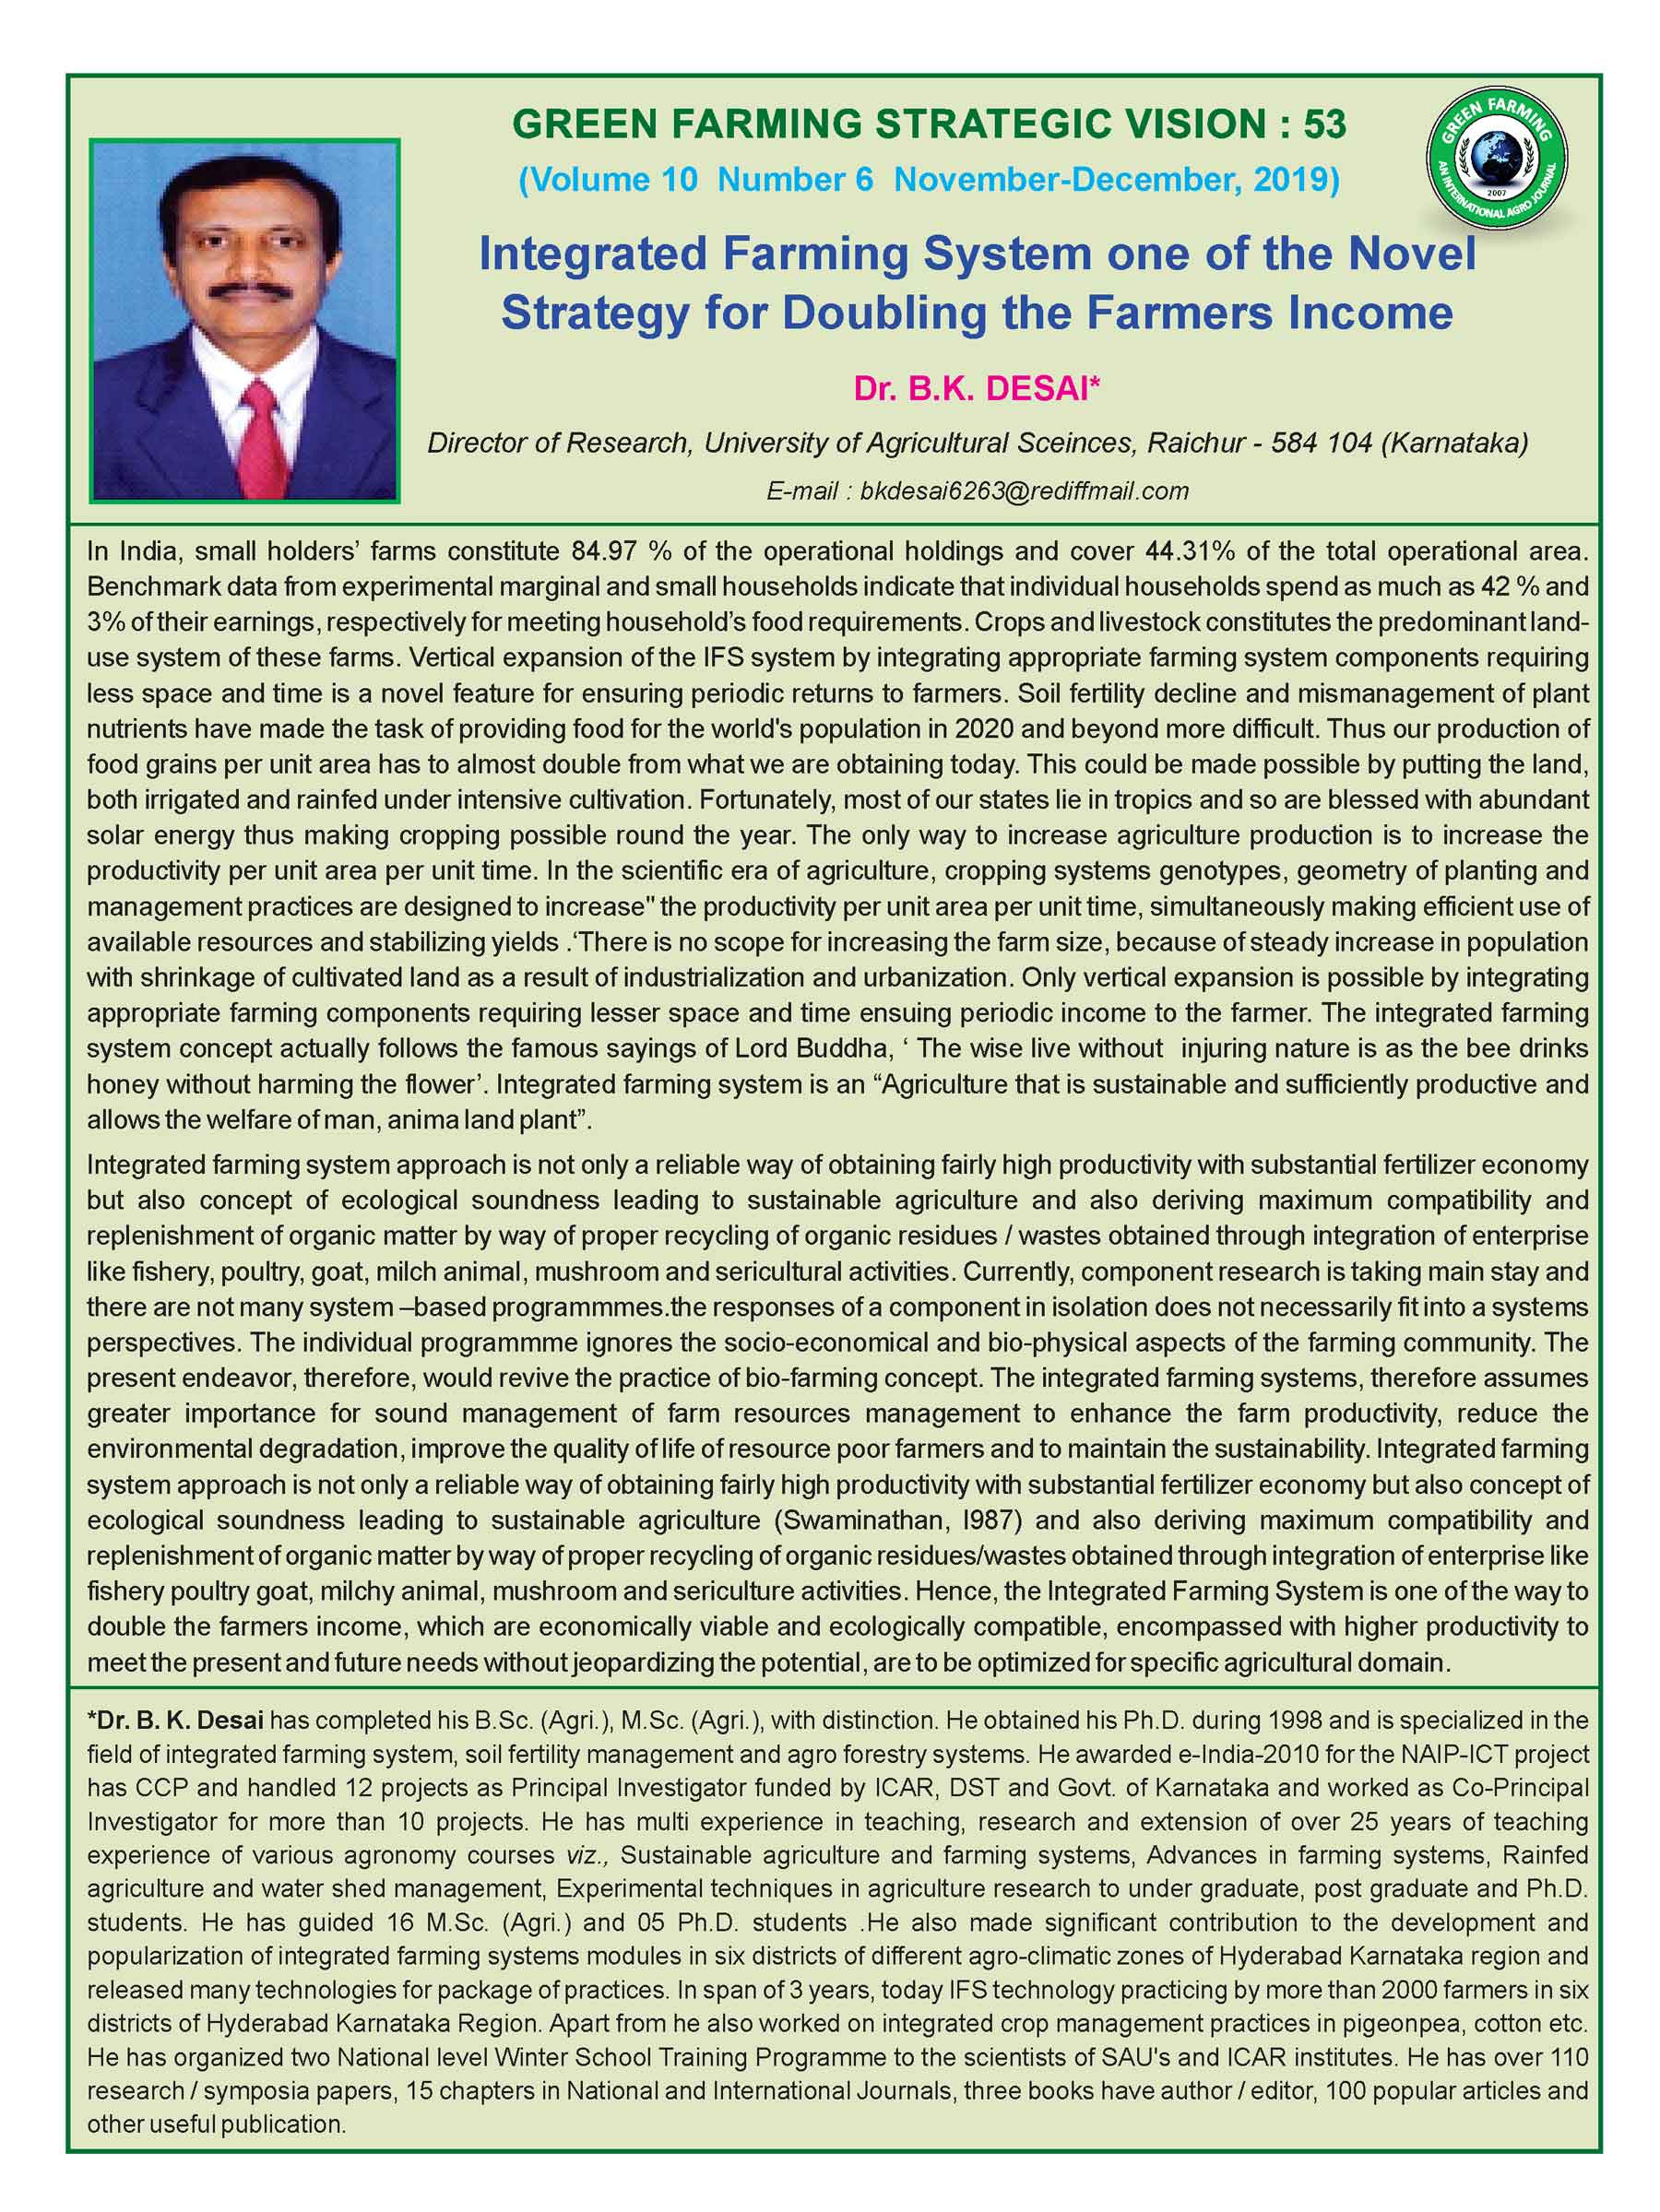 GREEN FARMING STRATEGIC VISION : 53
(Volume 10 Number 6 November-December, 2019)
GREEN FARMING
AN INTERNATIONAL AGRO JOURNAL
2007
Integrated Farming System one of the Novel
Strategy for Doubling the Farmers Income
Dr. B.K. DESAI*
Director of Research, University of Agricultural Sceinces, Raichur - 584 104 (Karnataka)
E-mail : bkdesai6263@rediffmail.com
In India, small holders’ farms constitute 84.97 % of the operational holdings and cover 44.31% of the total operational area.
Benchmark data from experimental marginal and small households indicate that individual households spend as much as 42 % and
3% of their earnings, respectively for meeting household’s food requirements. Crops and livestock constitutes the predominant land-
use system of these farms. Vertical expansion of the IFS system by integrating appropriate farming system components requiring
less space and time is a novel feature for ensuring periodic returns to farmers. Soil fertility decline and mismanagement of plant
nutrients have made the task of providing food for the world's population in 2020 and beyond more difficult. Thus our production of
food grains per unit area has to almost double from what we are obtaining today. This could be made possible by putting the land,
both irrigated and rainfed under intensive cultivation. Fortunately, most of our states lie in tropics and so are blessed with abundant
solar energy thus making cropping possible round the year. The only way to increase agriculture production is to increase the
productivity per unit area per unit time. In the scientific era of agriculture, cropping systems genotypes, geometry of planting and
management practices are designed to increase" the productivity per unit area per unit time, simultaneously making efficient use of
available resources and stabilizing yields .‘There is no scope for increasing the farm size, because of steady increase in population
with shrinkage of cultivated land as a result of industrialization and urbanization. Only vertical expansion is possible by integrating
appropriate farming components requiring lesser space and time ensuing periodic income to the farmer. The integrated farming
system concept actually follows the famous sayings of Lord Buddha, ‘ The wise live without injuring nature is as the bee drinks
honey without harming the flower’. Integrated farming system is an “Agriculture that is sustainable and sufficiently productive and
allows the welfare of man, anima land plant”.
Integrated farming system approach is not only a reliable way of obtaining fairly high productivity with substantial fertilizer economy
but also concept of ecological soundness leading to sustainable agriculture and also deriving maximum compatibility and
replenishment of organic matter by way of proper recycling of organic residues / wastes obtained through integration of enterprise
like fishery, poultry, goat, milch animal, mushroom and sericultural activities. Currently, component research is taking main stay and
there are not many system –based programmmes.the responses of a component in isolation does not necessarily fit into a systems
perspectives. The individual programmme ignores the socio-economical and bio-physical aspects of the farming community. The
present endeavor, therefore, would revive the practice of bio-farming concept. The integrated farming systems, therefore assumes
greater importance for sound management of farm resources management to enhance the farm productivity, reduce the
environmental degradation, improve the quality of life of resource poor farmers and to maintain the sustainability. Integrated farming
system approach is not only a reliable way of obtaining fairly high productivity with substantial fertilizer economy but also concept of
ecological soundness leading to sustainable agriculture (Swaminathan, l987) and also deriving maximum compatibility and
replenishment of organic matter by way of proper recycling of organic residues/wastes obtained through integration of enterprise like
fishery poultry goat, milchy animal, mushroom and sericulture activities. Hence, the Integrated Farming System is one of the way to
double the farmers income, which are economically viable and ecologically compatible, encompassed with higher productivity to
meet the present and future needs without jeopardizing the potential, are to be optimized for specific agricultural domain.
*Dr. B. K. Desai has completed his B.Sc. (Agri.), M.Sc. (Agri.), with distinction. He obtained his Ph.D. during 1998 and is specialized in the
field of integrated farming system, soil fertility management and agro forestry systems. He awarded e-India-2010 for the NAIP-ICT project
has CCP and handled 12 projects as Principal Investigator funded by ICAR, DST and Govt. of Karnataka and worked as Co-Principal
Investigator for more than 10 projects. He has multi experience in teaching, research and extension of over 25 years of teaching
experience of various agronomy courses viz., Sustainable agriculture and farming systems, Advances in farming systems, Rainfed
agriculture and water shed management, Experimental techniques in agriculture research to under graduate, post graduate and Ph.D.
students. He has guided 16 M.Sc. (Agri.) and 05 Ph.D. students .He also made significant contribution to the development and
popularization of integrated farming systems modules in six districts of different agro-climatic zones of Hyderabad Karnataka region and
released many technologies for package of practices. In span of 3 years, today IFS technology practicing by more than 2000 farmers in six
districts of Hyderabad Karnataka Region. Apart from he also worked on integrated crop management practices in pigeonpea, cotton etc.
He has organized two National level Winter School Training Programme to the scientists of SAU's and ICAR institutes. He has over 110
research / symposia papers, 15 chapters in National and International Journals, three books have author / editor, 100 popular articles and
other useful publication.